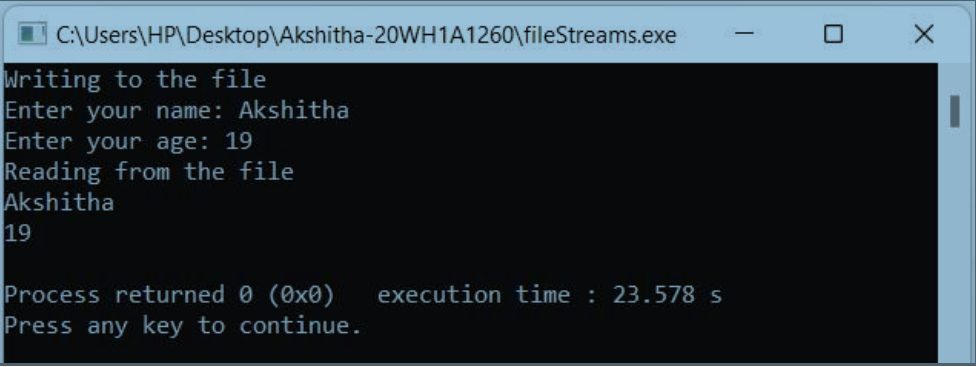 C:\Users\HP\Desktop\Akshitha-20WH1A1260\fileStreams.exe
Writing to the file
Enter your name: Akshitha
Enter your age: 19
Reading from the file
Akshitha
19
Process returned 0 (0x0)   execution time : 23.578 s
Press any key to continue.